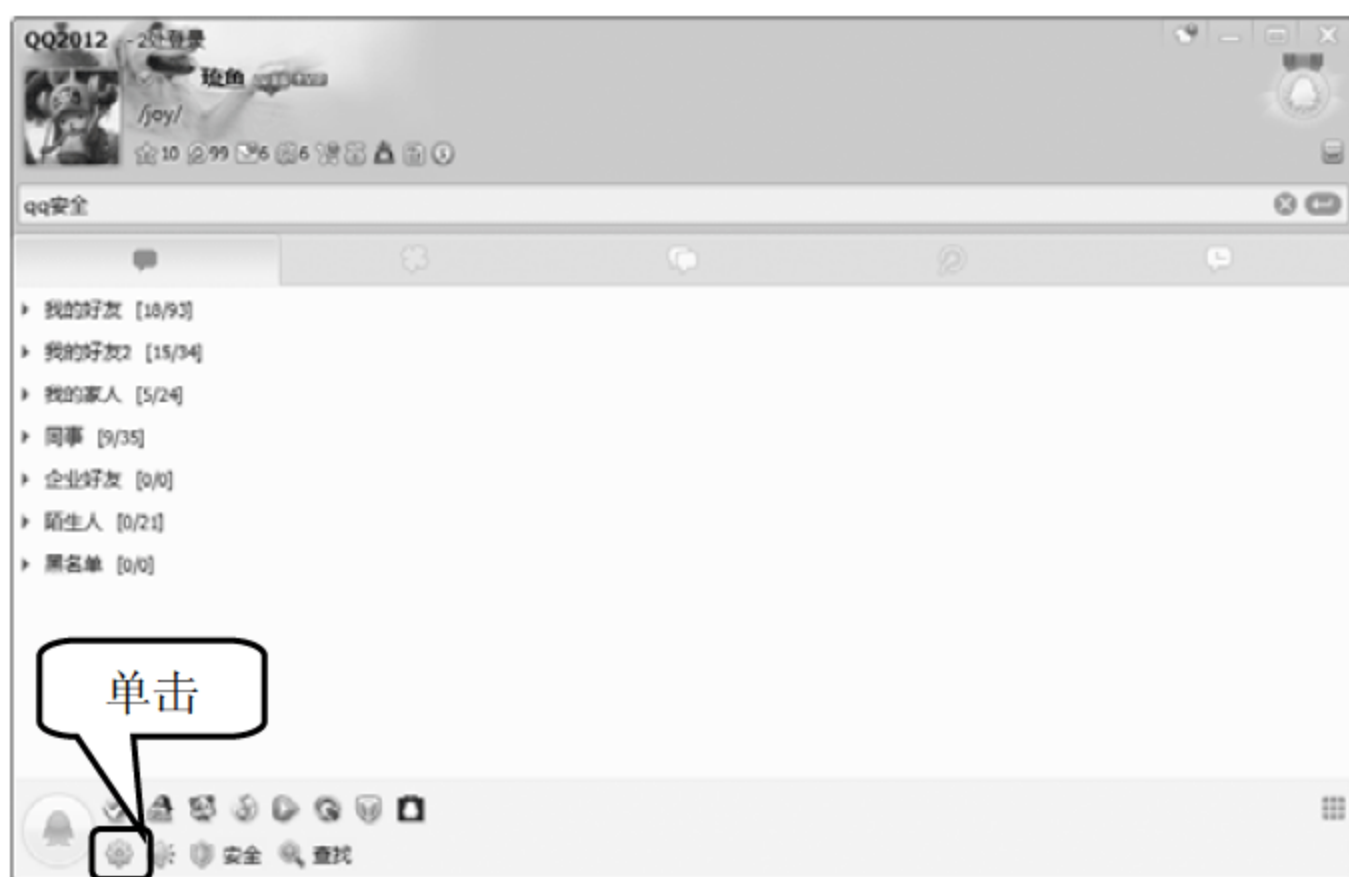 QQ2012
登录
琉鱼
/joy/
10 99 6 6
qq安全
我的好友 [18/93]
我的好友2 [15/34]
我的家人 [5/24]
同事 [9/35]
企业好友 [0/0]
陌生人 [0/21]
黑名单 [0/0]
单击
安全 查找